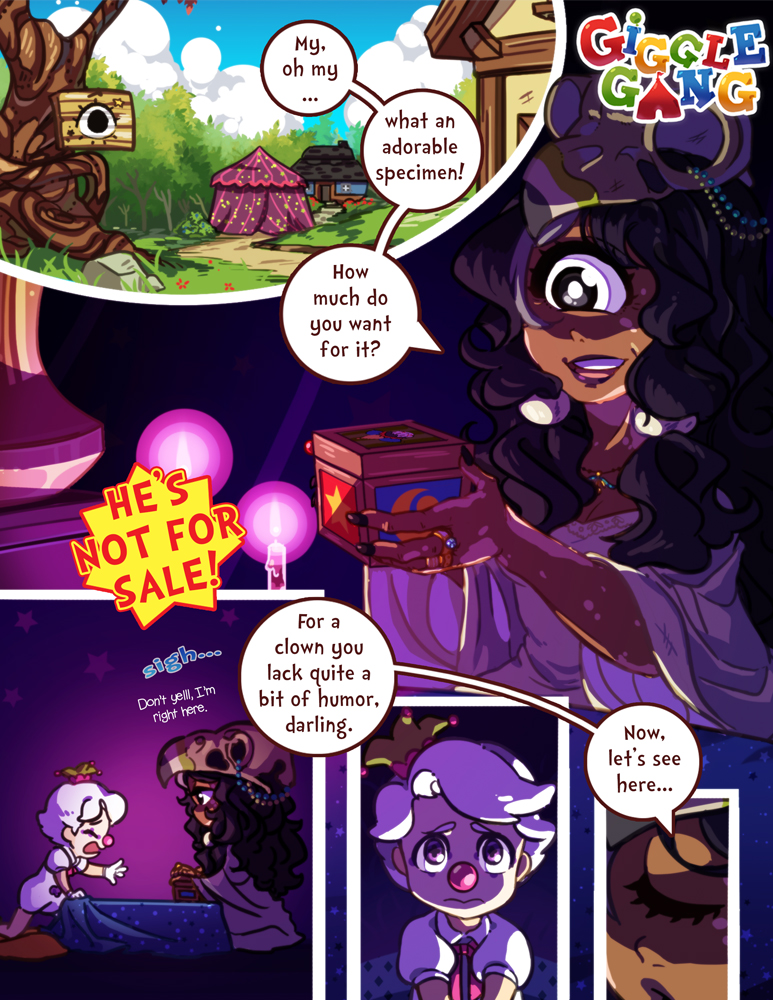 GIGGLE
GANG
My,
oh my
...
what an
adorable
specimen!
How
much do
you want
for it?
HE'S
NOT FOR
SALE!
sigh...
Don't yelll, I'm
right here.
For a
clown you
lack quite a
bit of humor,
darling.
Now,
let's see
here...